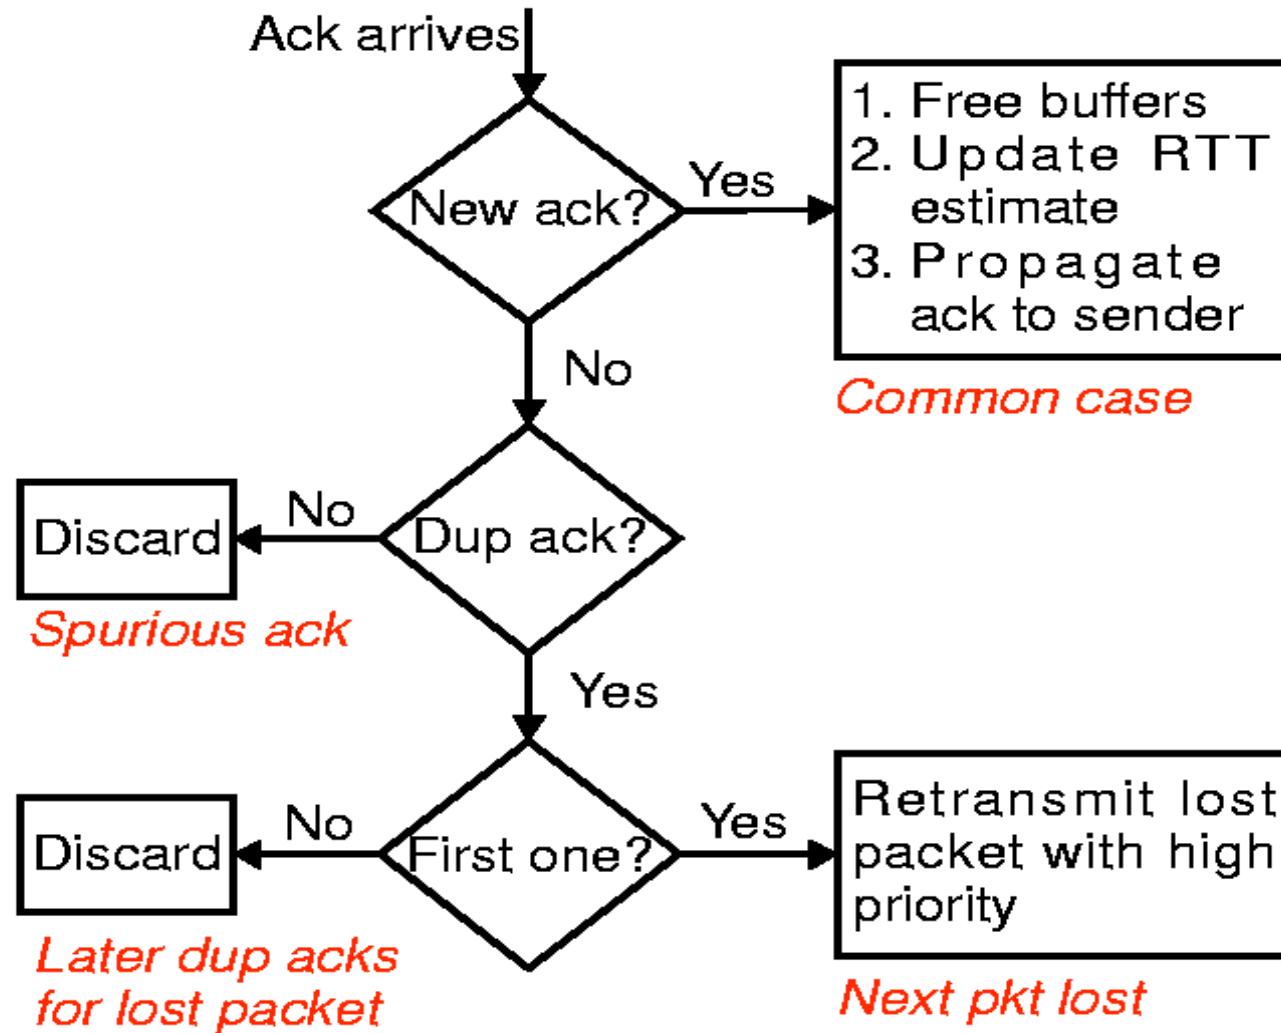 Ack arrives
New ack?
Yes
1. Free buffers
2. Update RTT
estimate
3. Propagate
ack to sender
Common case
No
Dup ack?
No
Discard
Spurious ack
Yes
First one?
No
Discard
Later dup acks
for lost packet
Yes
Retransmit lost
packet with high
priority
Next pkt lost